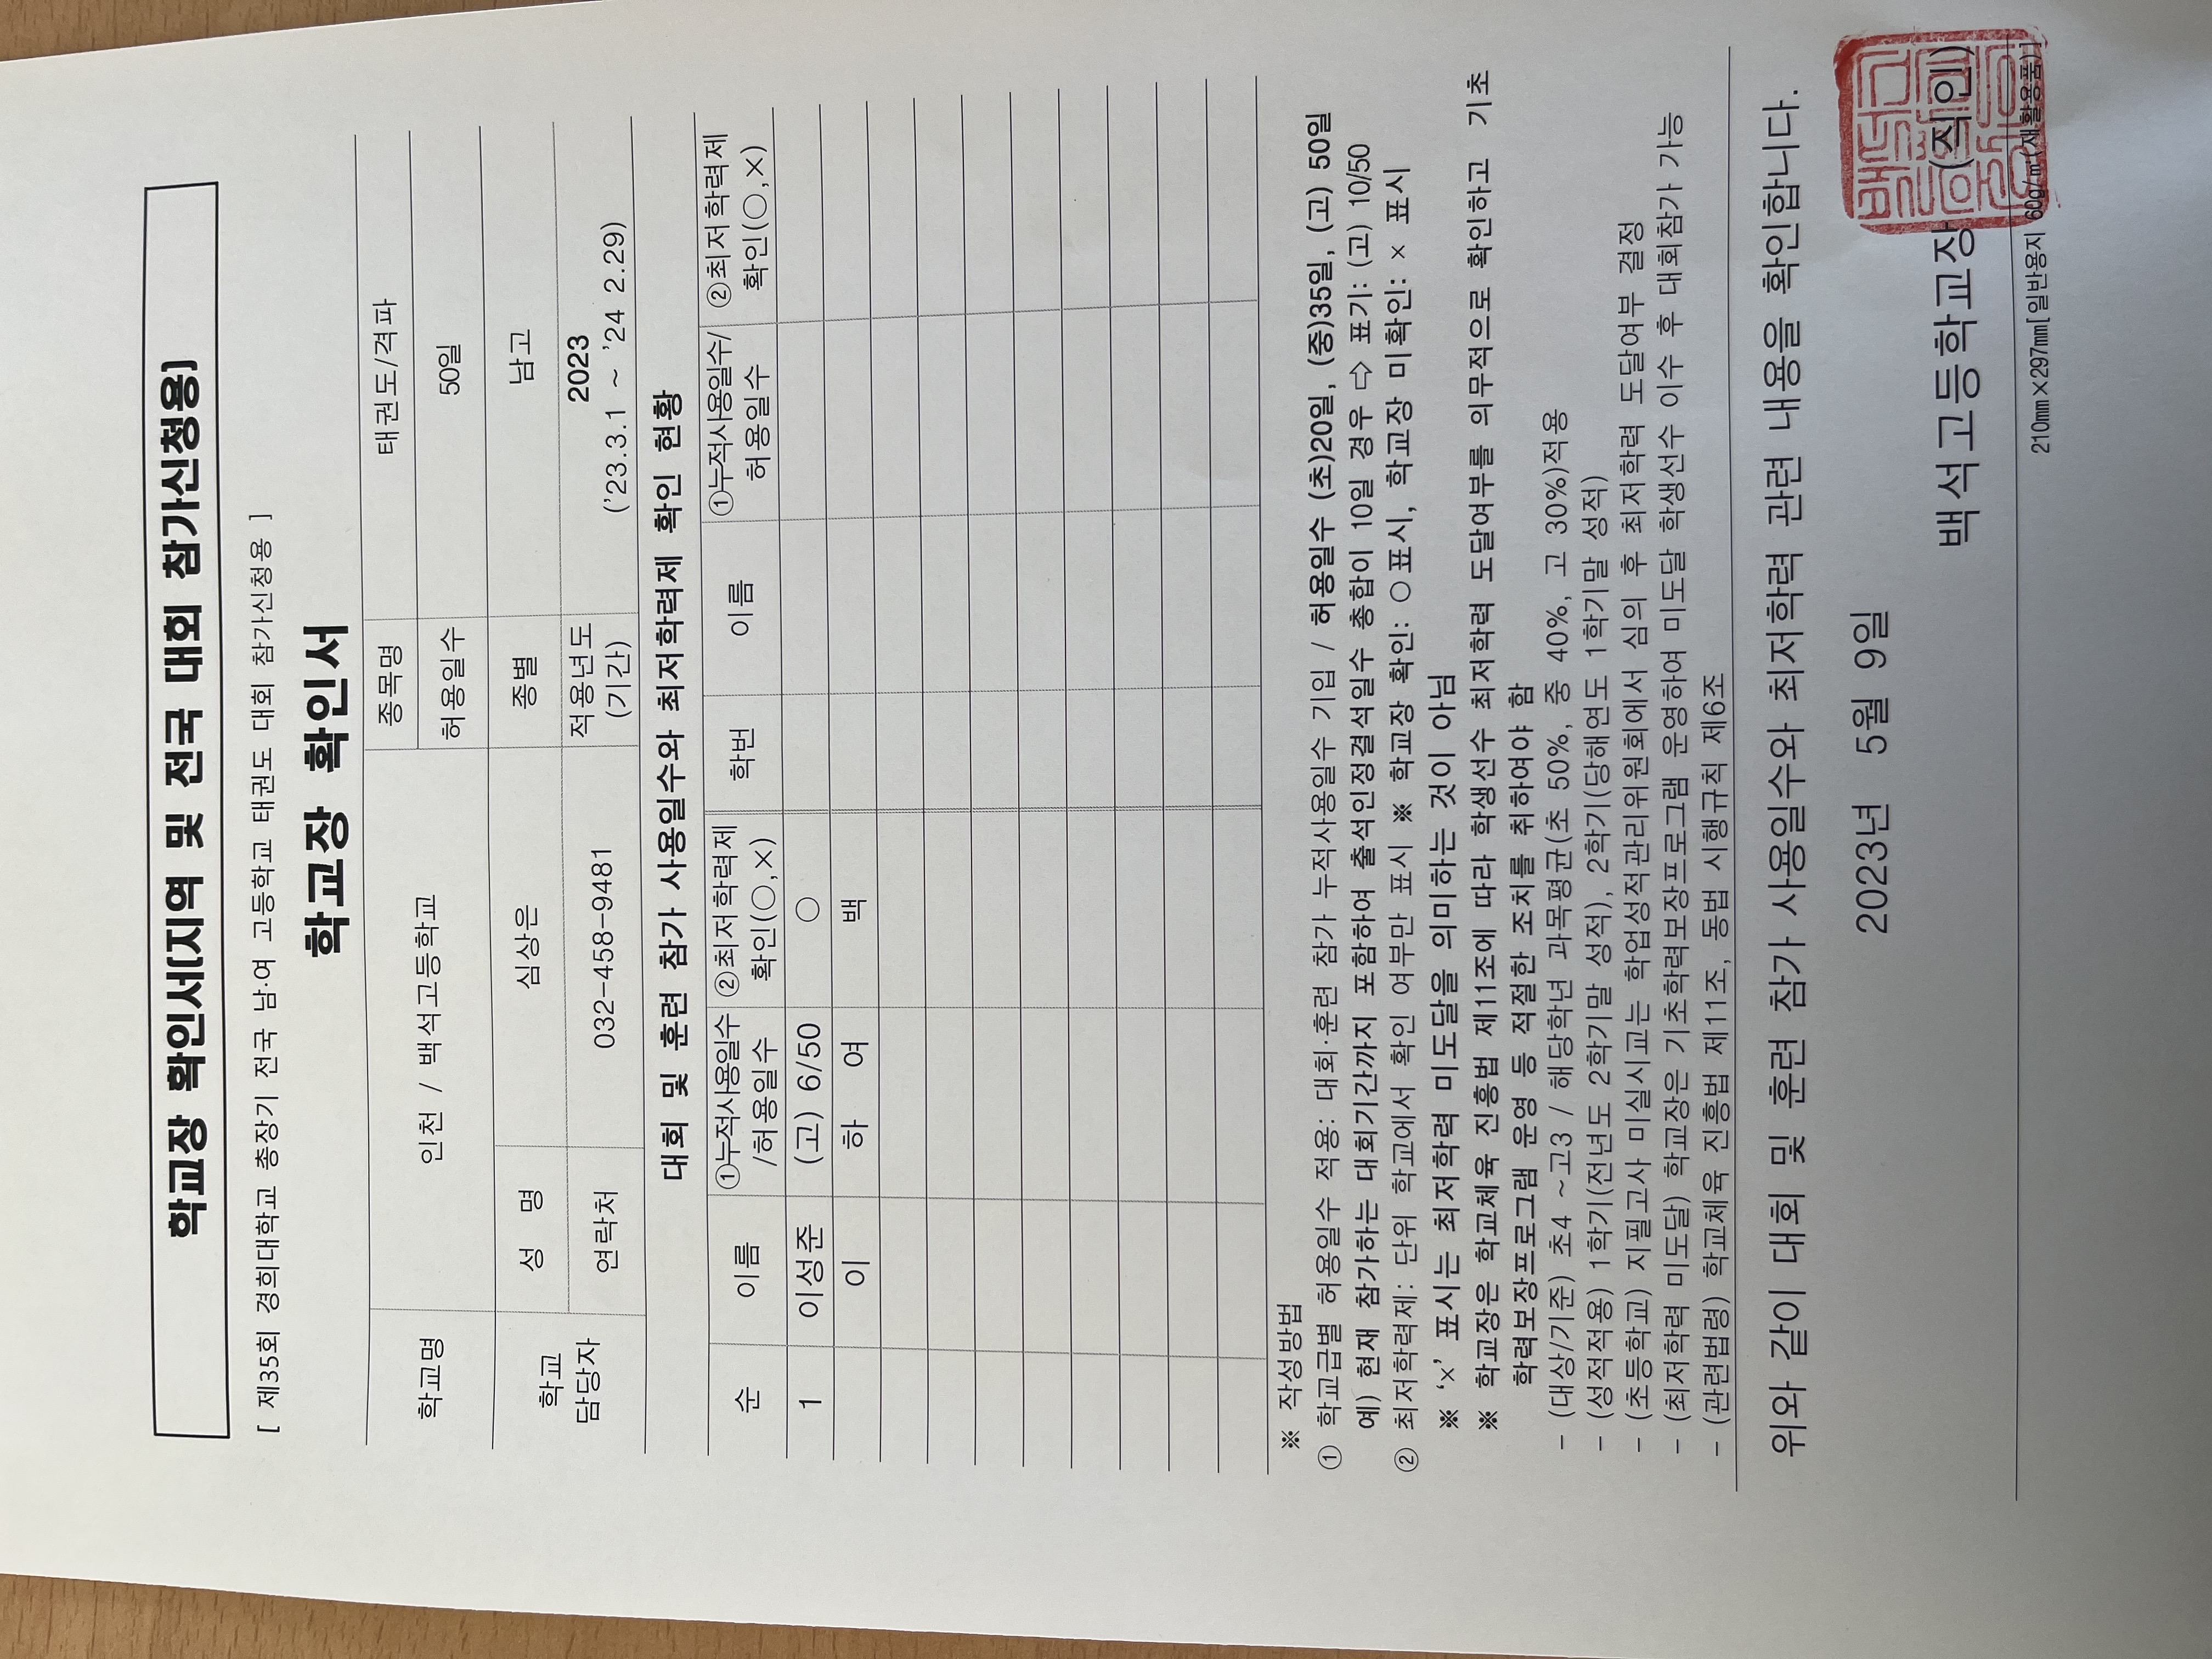 학교장 확인서(지역 및 전국 대회 참가신청용)
[ 제35회 경희대학교 총장기 전국 남·여 고등학교 태권도 대회 참가신청용 ]
학교장 확인서
학교명 인천 / 백석고등학교 종목명 태권도/격파
허용일수 50일
학교 담당자 성 명 심상은 종별 남고
연락처 032-458-9481 적용년도 (기간) 2023 ('23.3.1 ~ '24 2.29)
대회 및 훈련 참가 사용일수와 최저학력제 확인 현황
순 이름 ①누적사용일수 /허용일수 ②최저학력제 확인(○,×) 학번 이름 ①누적사용일수/ 허용일수 ②최저학력제 확인(○,×)
1 이성준 (고) 6/50 ○
이 하 여 백
※ 작성방법
① 학교급별 허용일수 적용: 대회·훈련 참가 누적사용일수 기입 / 허용일수 (초)20일, (중)35일, (고) 50일
예) 현재 참가하는 대회기간까지 포함하여 출석인정결석일수 총합이 10일 경우 ⇨ 표기: (고) 10/50
② 최저학력제: 단위 학교에서 확인 여부만 표시 ※ 학교장 확인: ○표시, 학교장 미확인: × 표시
※ '×' 표시는 최저학력 미도달을 의미하는 것이 아님
※ 학교장은 학교체육 진흥법 제11조에 따라 학생선수 최저학력 도달여부를 의무적으로 확인하고 기초
학력보장프로그램 운영 등 적절한 조치를 취하여야 함
- (대상/기준) 초4 ~고3 / 해당학년 과목평균(초 50%, 중 40%, 고 30%)적용
- (성적적용) 1학기(전년도 2학기말 성적), 2학기(당해연도 1학기말 성적)
- (초등학교) 지필고사 미실시교는 학업성적관리위원회에서 심의 후 최저학력 도달여부 결정
- (최저학력 미도달) 학교장은 기초학력보장프로그램 운영하여 미도달 학생선수 이수 후 대회참가 가능
- (관련법령) 학교체육 진흥법 제11조, 동법 시행규칙 제6조
위와 같이 대회 및 훈련 참가 사용일수와 최저학력 관련 내용을 확인합니다.
2023년 5월 9일
백석고등학교장 (직인)
210㎜×297㎜[일반용지 60g/㎡(재활용품)]